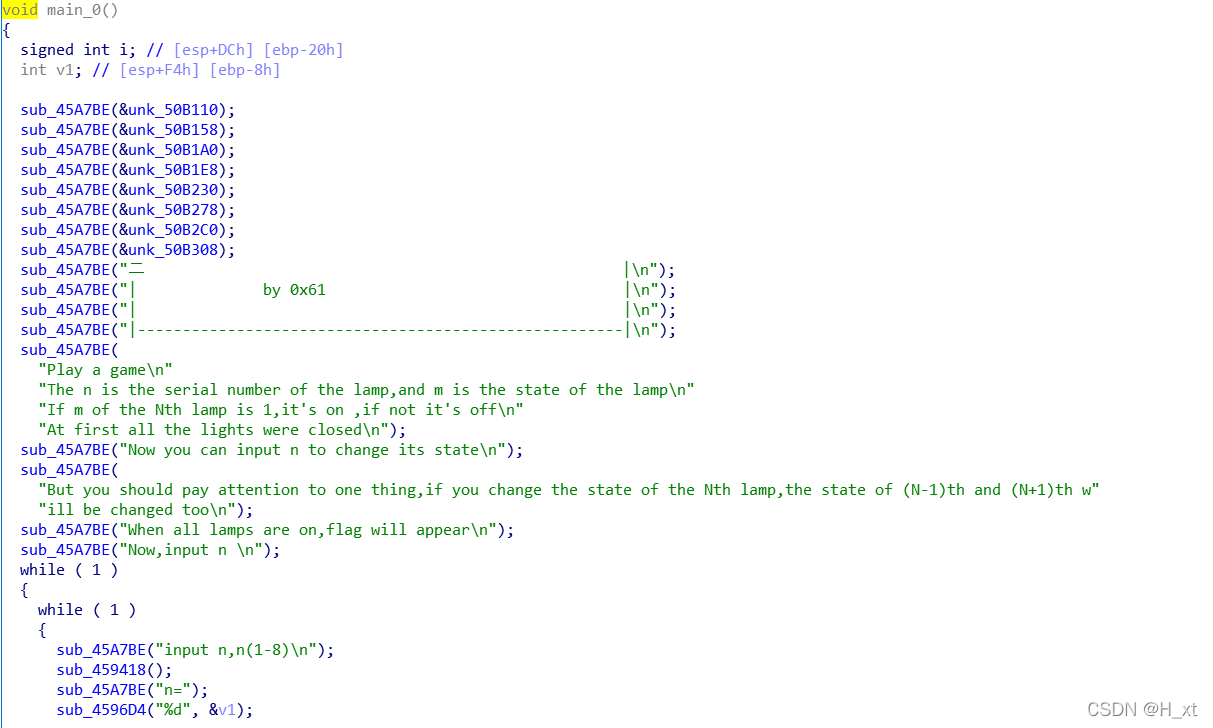 void main_0()
{
  signed int i; // [esp+DCh] [ebp-20h]
  int v1; // [esp+F4h] [ebp-8h]

  sub_45A7BE(&unk_50B110);
  sub_45A7BE(&unk_50B158);
  sub_45A7BE(&unk_50B1A0);
  sub_45A7BE(&unk_50B1E8);
  sub_45A7BE(&unk_50B230);
  sub_45A7BE(&unk_50B278);
  sub_45A7BE(&unk_50B2C0);
  sub_45A7BE(&unk_50B308);
  sub_45A7BE("二                                                     |\n");
  sub_45A7BE("|              by 0x61                                 |\n");
  sub_45A7BE("|                                                      |\n");
  sub_45A7BE("|------------------------------------------------------|\n");
  sub_45A7BE(
    "Play a game\n"
    "The n is the serial number of the lamp,and m is the state of the lamp\n"
    "If m of the Nth lamp is 1,it's on ,if not it's off\n"
    "At first all the lights were closed\n");
  sub_45A7BE("Now you can input n to change its state\n");
  sub_45A7BE(
    "But you should pay attention to one thing,if you change the state of the Nth lamp,the state of (N-1)th and (N+1)th w"
    "ill be changed too\n");
  sub_45A7BE("When all lamps are on,flag will appear\n");
  sub_45A7BE("Now,input n \n");
  while ( 1 )
  {
    while ( 1 )
    {
      sub_45A7BE("input n,n(1-8)\n");
      sub_459418();
      sub_45A7BE("n=");
      sub_4596D4("%d", &v1);
CSDN @H_xt